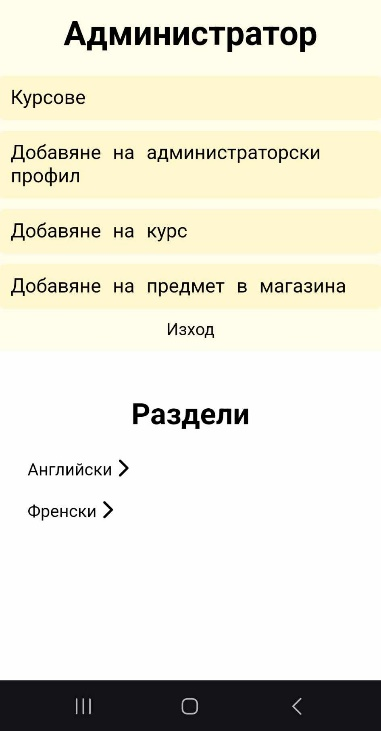 Администратор
Курсове
Добавяне на администраторски
профил
Добавяне на курс
Добавяне на предмет в магазина
Изход
Раздели
Английски
Френски